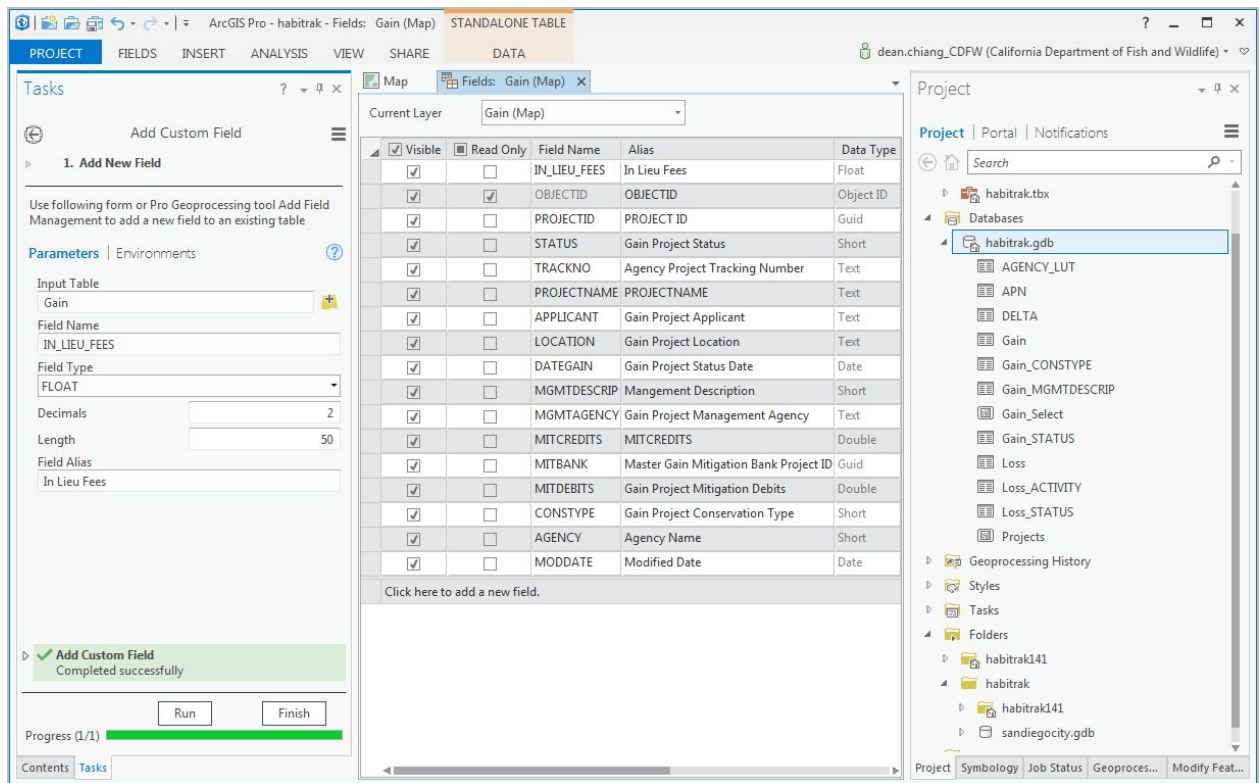 ArcGIS Pro - habitrak - Fields: Gain (Map) STANDALONE TABLE
PROJECT FIELDS INSERT ANALYSIS VIEW SHARE DATA
dean.chiang_CDFW (California Department of Fish and Wildlife)
Tasks
Add Custom Field
1. Add New Field
Use following form or Pro Geoprocessing tool Add Field
Management to add a new field to an existing table
Parameters | Environments
Input Table
Gain
Field Name
IN_LIEU_FEES
Field Type
FLOAT
Decimals 2
Length 50
Field Alias
In Lieu Fees
Add Custom Field
Completed successfully
Run Finish
Progress (1/1)
Contents Tasks
Map Fields: Gain (Map)
Current Layer Gain (Map)
Visible Read Only Field Name Alias Data Type
IN_LIEU_FEES In Lieu Fees Float
OBJECTID OBJECTID Object ID
PROJECTID PROJECT ID Guid
STATUS Gain Project Status Short
TRACKNO Agency Project Tracking Number Text
PROJECTNAME PROJECTNAME Text
APPLICANT Gain Project Applicant Text
LOCATION Gain Project Location Text
DATEGAIN Gain Project Status Date Date
MGMTDESCRIP Mangement Description Short
MGMTAGENCY Gain Project Management Agency Text
MITCREDITS MITCREDITS Double
MITBANK Master Gain Mitigation Bank Project ID Guid
MITDEBITS Gain Project Mitigation Debits Double
CONSTYPE Gain Project Conservation Type Short
AGENCY Agency Name Short
MODDATE Modified Date Date
Click here to add a new field.
Project
Project | Portal | Notifications
Search
habitrak.tbx
Databases
habitrak.gdb
AGENCY_LUT
APN
DELTA
Gain
Gain_CONSTYPE
Gain_MGMTDESCRIP
Gain_Select
Gain_STATUS
Loss
Loss_ACTIVITY
Loss_STATUS
Projects
Geoprocessing History
Styles
Tasks
Folders
habitrak141
habitrak
habitrak141
sandiegocity.gdb
Project Symbology Job Status Geoproces... Modify Feat...